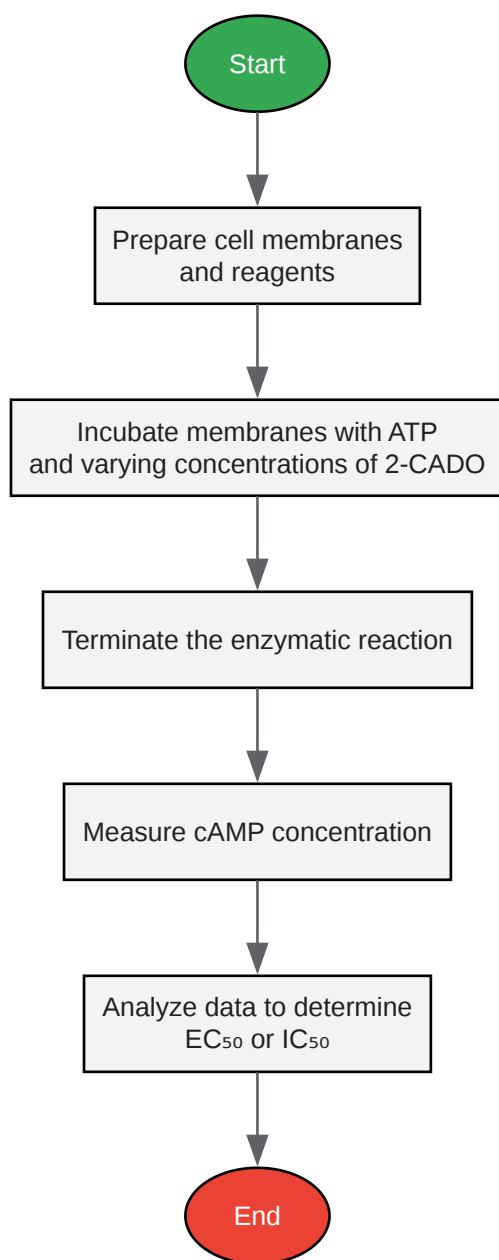 Start
Prepare cell membranes
and reagents
Incubate membranes with ATP
and varying concentrations of 2-CADO
Terminate the enzymatic reaction
Measure cAMP concentration
Analyze data to determine
EC₅₀ or IC₅₀
End